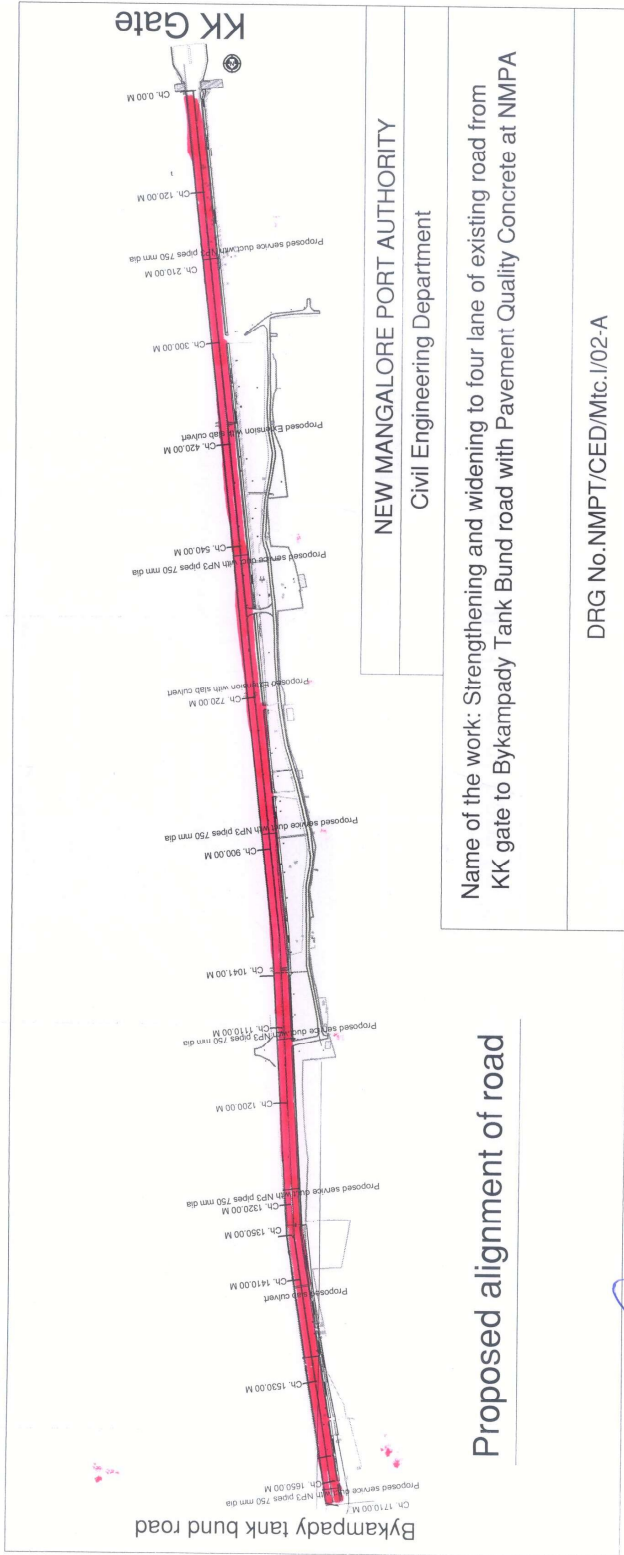 KK Gate
Ch. 0.00 M
Ch. 120.00 M
Proposed service duct with NP3 pipes 750 mm dia
Ch. 210.00 M
Ch. 300.00 M
Proposed Extension with slab culvert
Ch. 420.00 M
Ch. 540.00 M
Proposed service duct with NP3 pipes 750 mm dia
Proposed Extension with slab culvert
Ch. 720.00 M
Proposed service duct with NP3 pipes 750 mm dia
Ch. 900.00 M
Ch. 1041.00 M
Ch. 1110.00 M
Proposed service duct with NP3 pipes 750 mm dia
Ch. 1200.00 M
Proposed service duct with NP3 pipes 750 mm dia
Ch. 1320.00 M
Ch. 1350.00 M
Ch. 1410.00 M
Proposed slab culvert
Ch. 1530.00 M
Ch. 1650.00 M
Proposed service duct with NP3 pipes 750 mm dia
Ch. 1710.00 M
Bykampady tank bund road
NEW MANGALORE PORT AUTHORITY
Civil Engineering Department
Name of the work: Strengthening and widening to four lane of existing road from
KK gate to Bykampady Tank Bund road with Pavement Quality Concrete at NMPA
Proposed alignment of road
DRG No.NMPT/CED/Mtc.I/02-A